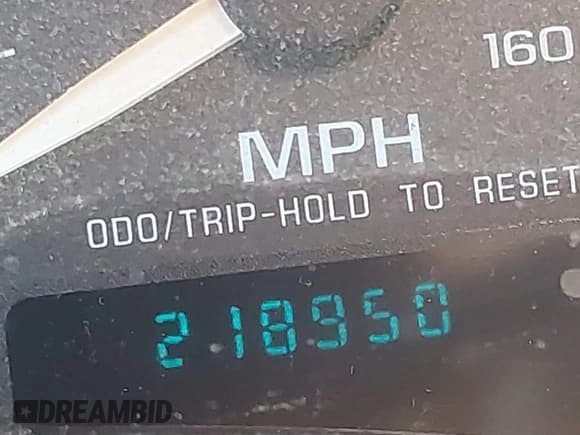 160
MPH
ODO/TRIP-HOLD TO RESET
218950
DREAMBID